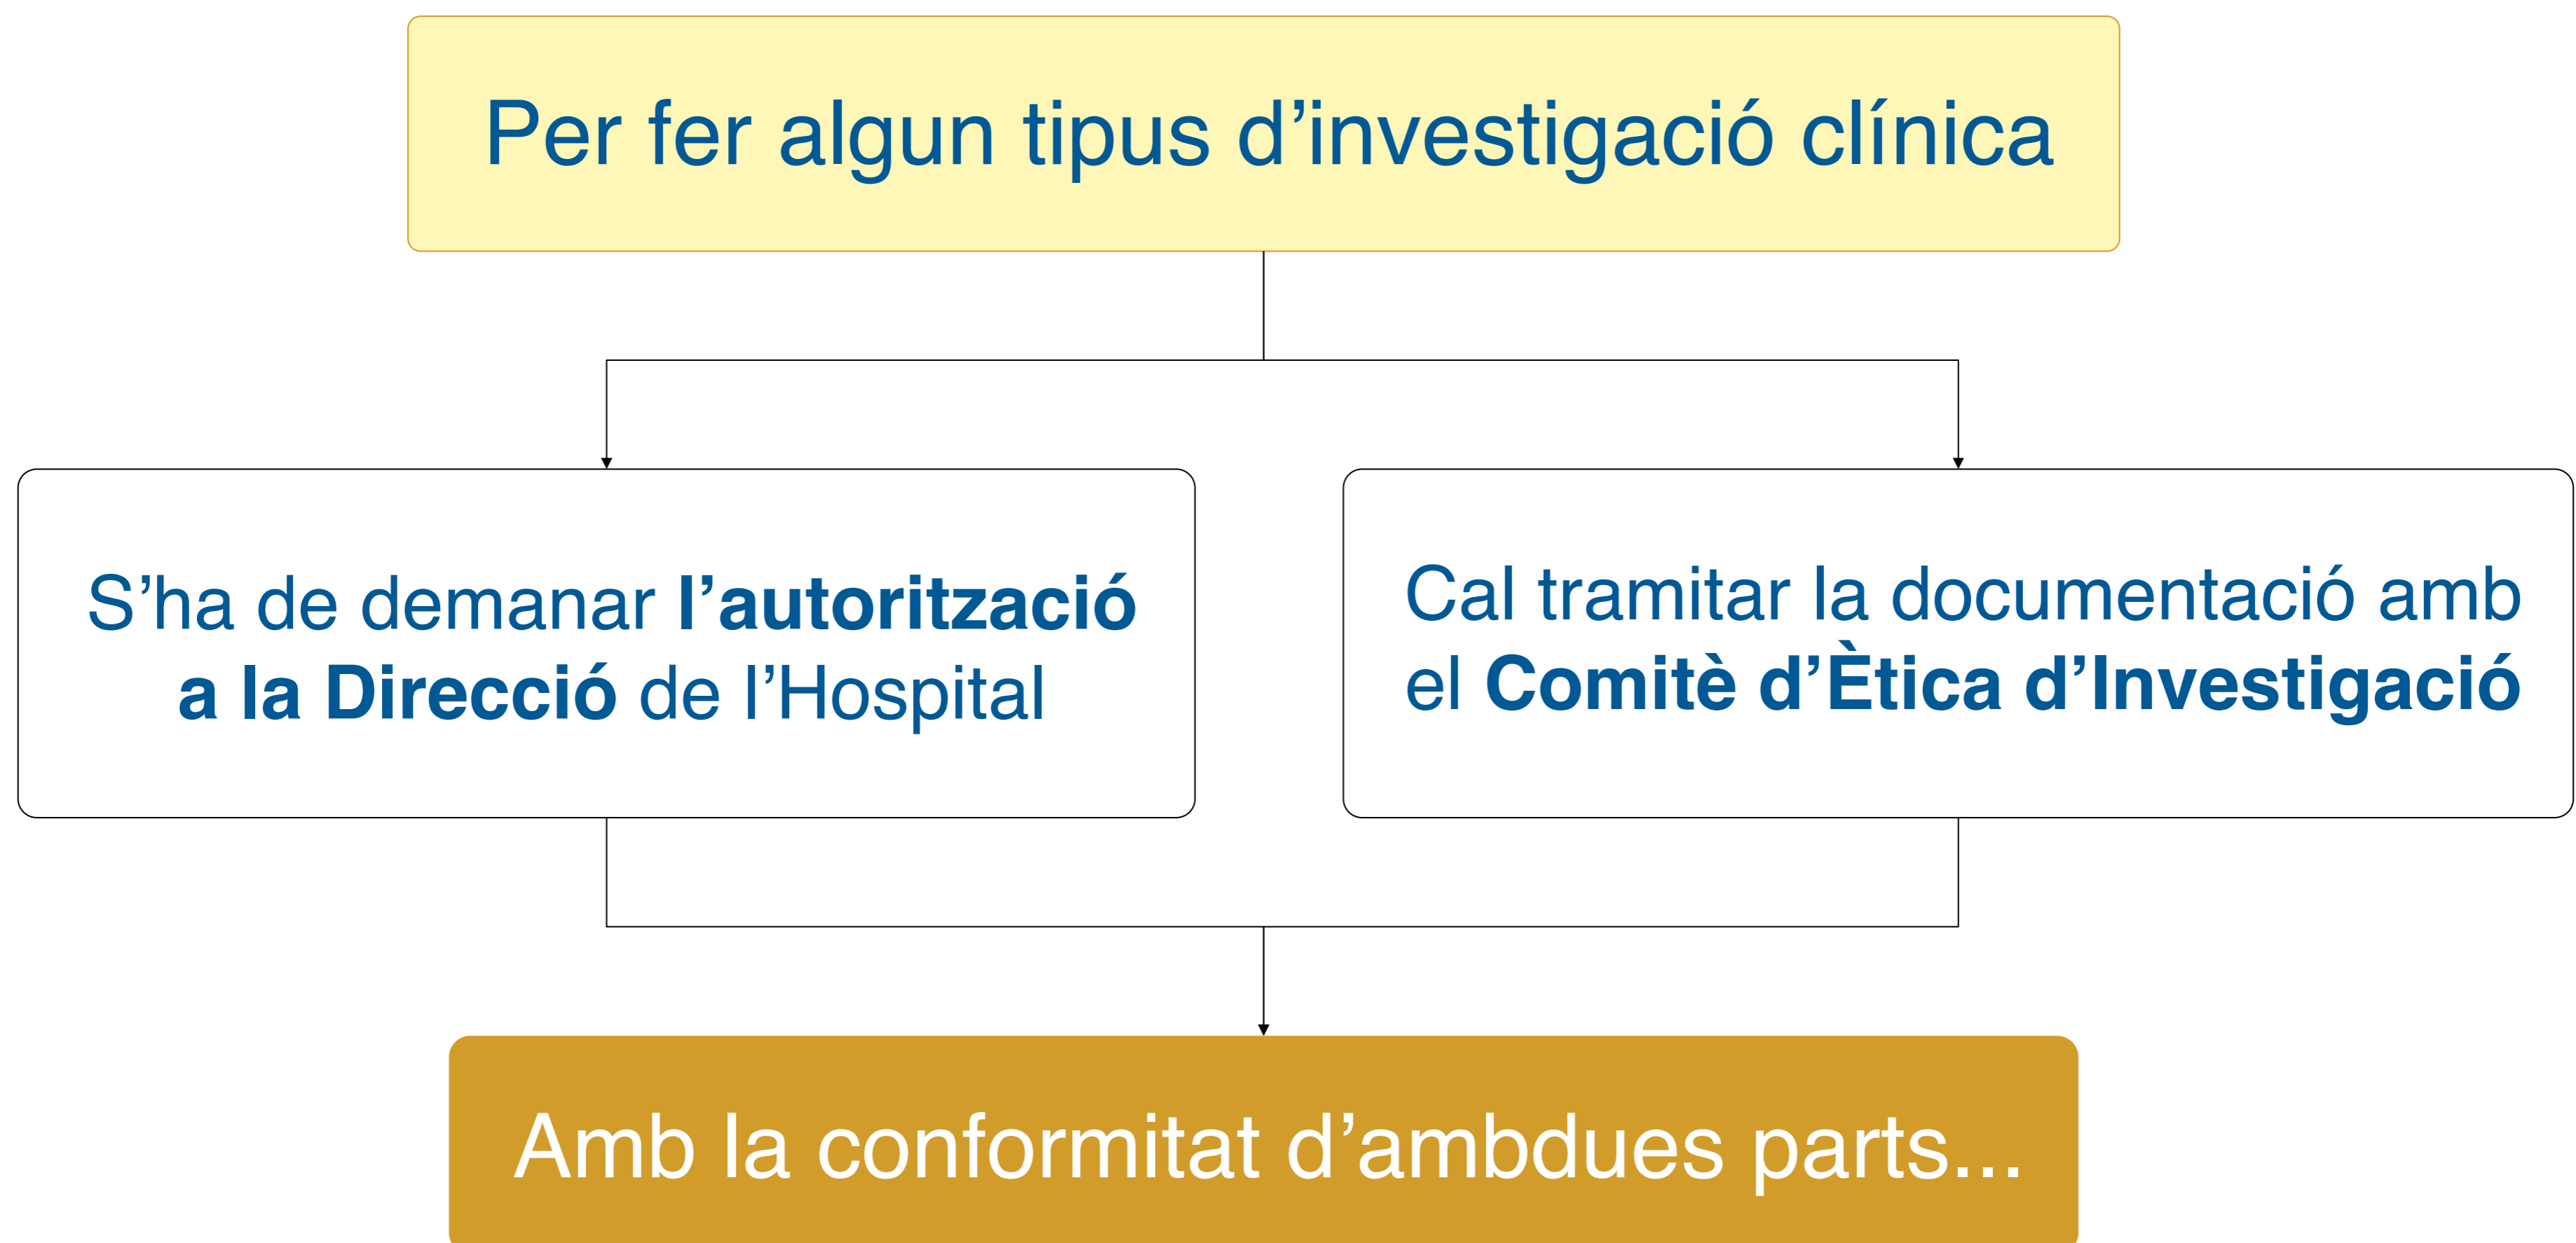 Per fer algun tipus d’investigació clínica
S’ha de demanar l’autorització
a la Direcció de l’Hospital
Cal tramitar la documentació amb
el Comitè d’Ètica d’Investigació
Amb la conformitat d’ambdues parts...